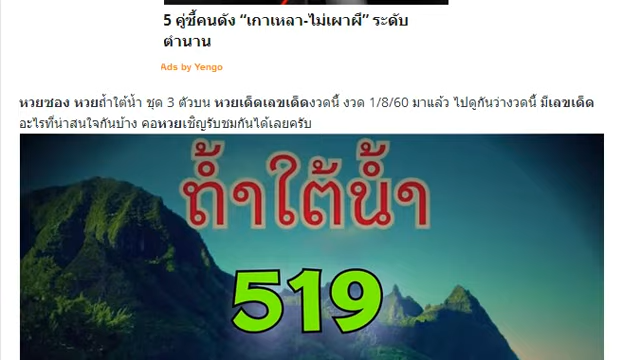 5 คู่ซี้คนดัง “เกาเหลา-ไม่เผาผี” ระดับ
ตำนาน
Ads by Yengo
หวยซอง หวยถ้ำใต้น้ำ ชุด 3 ตัวบน หวยเด็ดเลขเด็ดงวดนี้ งวด 1/8/60 มาแล้ว ไปดูกันว่างวดนี้ มีเลขเด็ด
อะไรที่น่าสนใจกันบ้าง คอหวยเชิญรับชมกันได้เลยครับ
ถ้ำใต้น้ำ
519